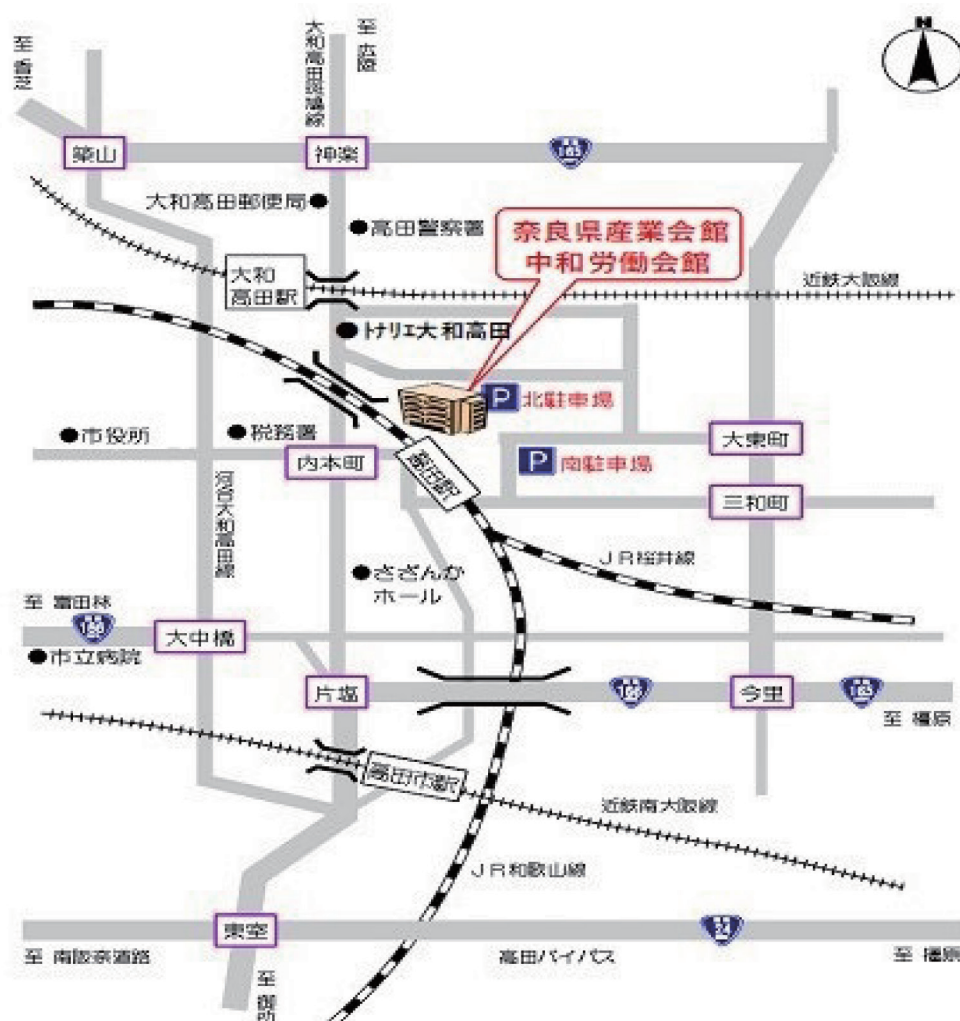 N
至 香芝
大和高田斑鳩線
至 広陵
築山
神楽
165
大和高田郵便局
高田警察署
奈良県産業会館
中和労働会館
大和
高田駅
近鉄大阪線
トナリエ大和高田
P 北駐車場
市役所
税務署
内本町
高田駅
大東町
P 南駐車場
三和町
河合大和高田線
JR桜井線
さざんか
ホール
至 富田林
166
大中橋
市立病院
片塩
166
今里
165
至 橿原
高田市駅
近鉄南大阪線
JR和歌山線
東室
24
至 南阪奈道路
高田バイパス
至 橿原
至 御所